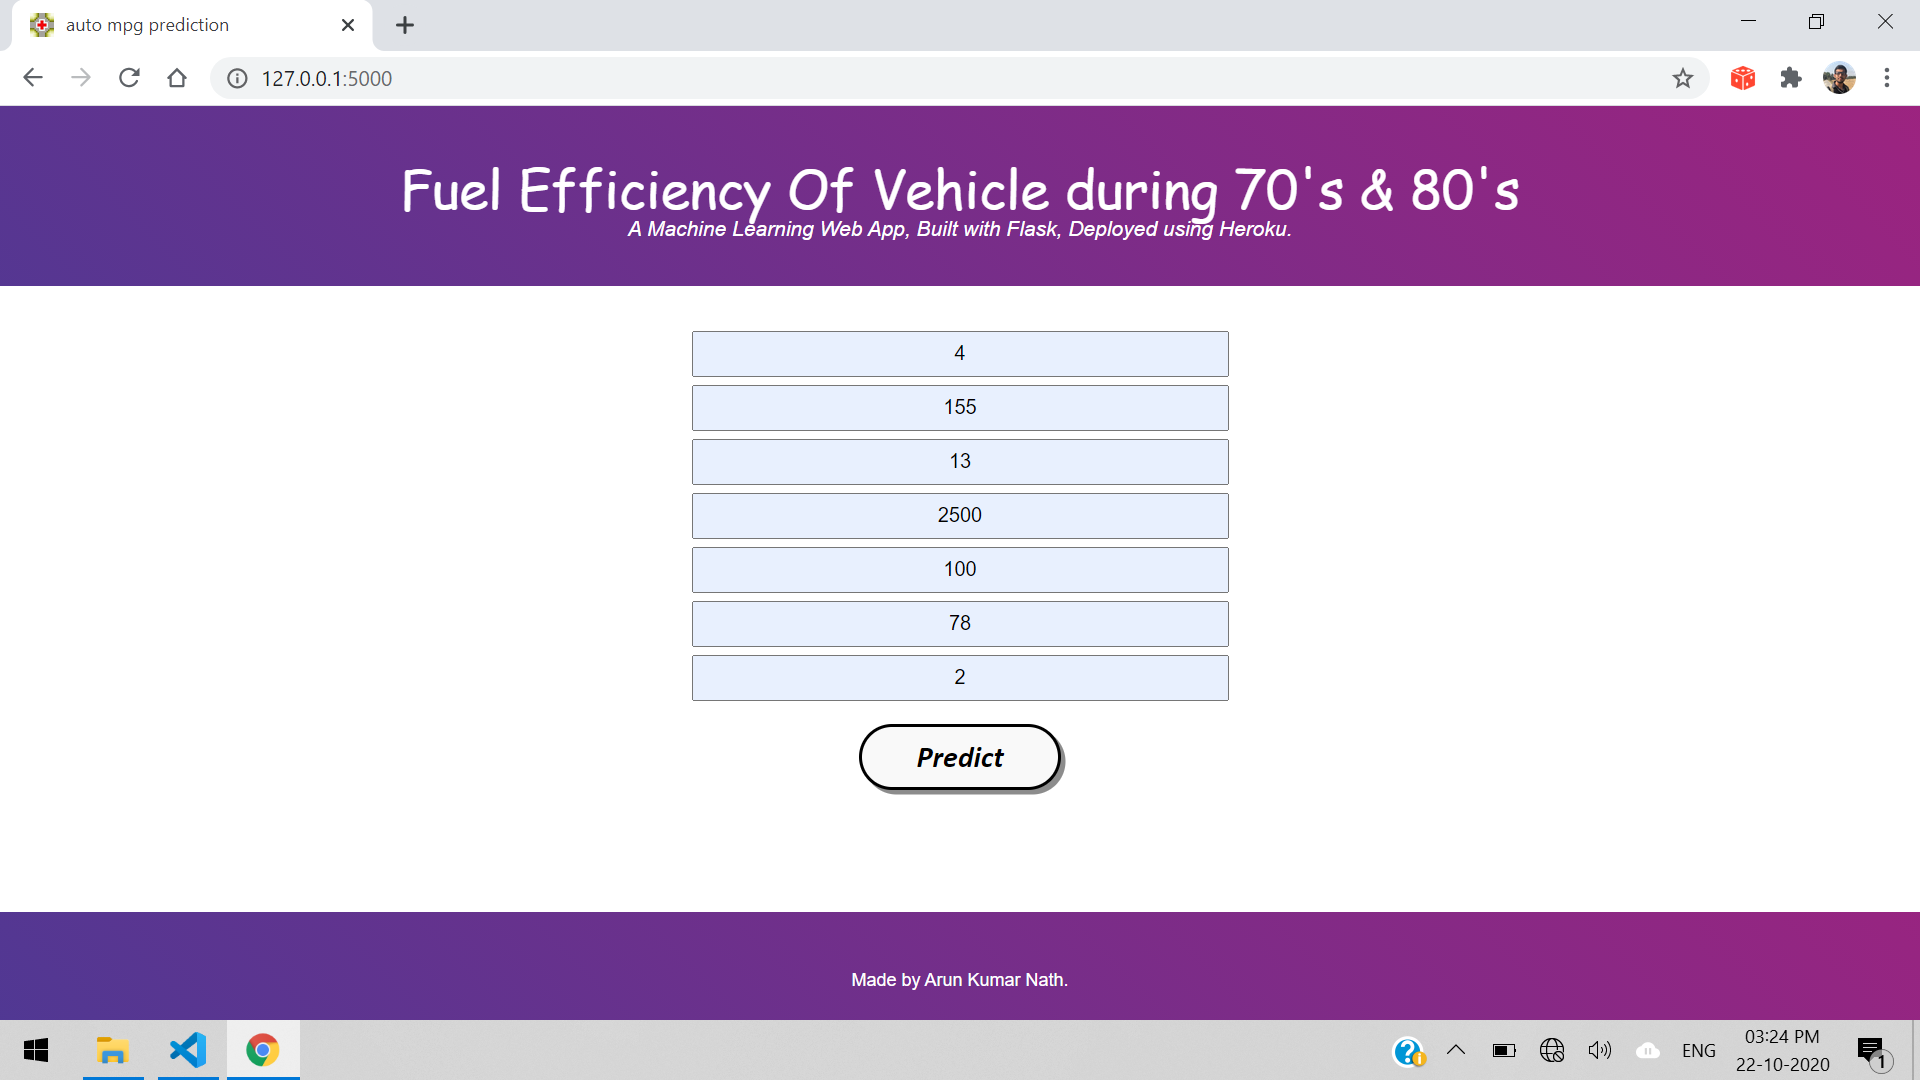 auto mpg prediction
127.0.0.1:5000
Fuel Efficiency Of Vehicle during 70's & 80's
A Machine Learning Web App, Built with Flask, Deployed using Heroku.
4
155
13
2500
100
78
2
Predict
Made by Arun Kumar Nath.
ENG
03:24 PM
22-10-2020
1